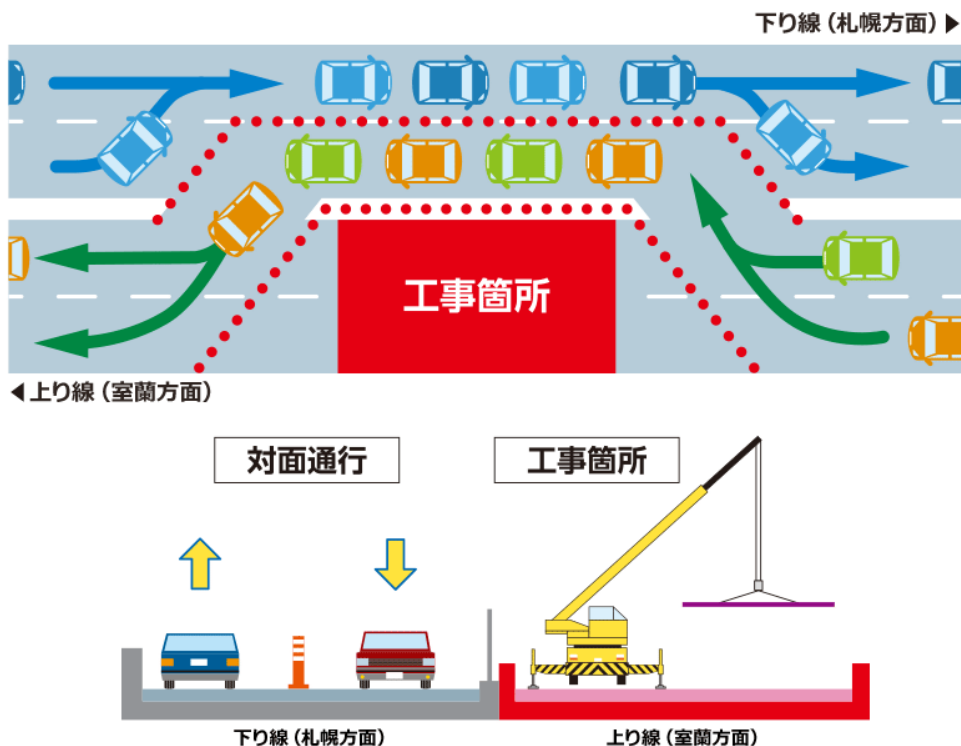 下り線（札幌方面）▶
工事箇所
◀上り線（室蘭方面）
対面通行
工事箇所
下り線（札幌方面）
上り線（室蘭方面）